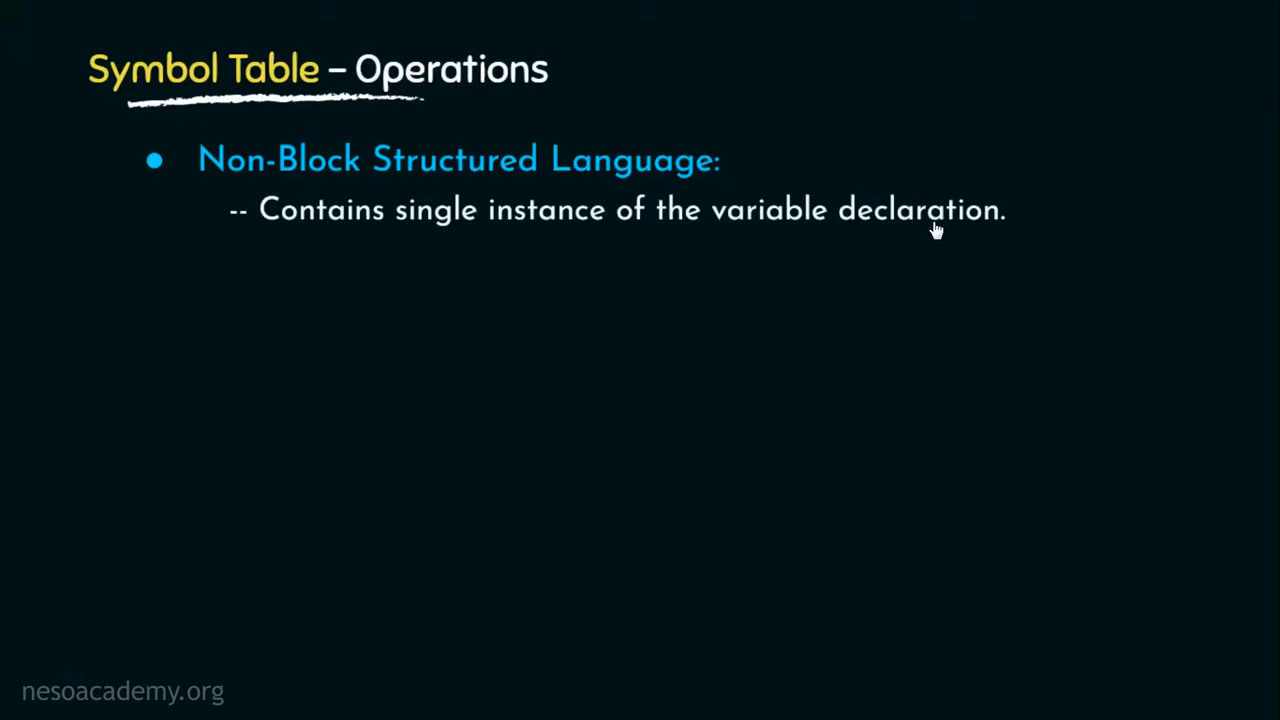 Symbol Table – Operations
● Non-Block Structured Language:
-- Contains single instance of the variable declaration.
nesoacademy.org